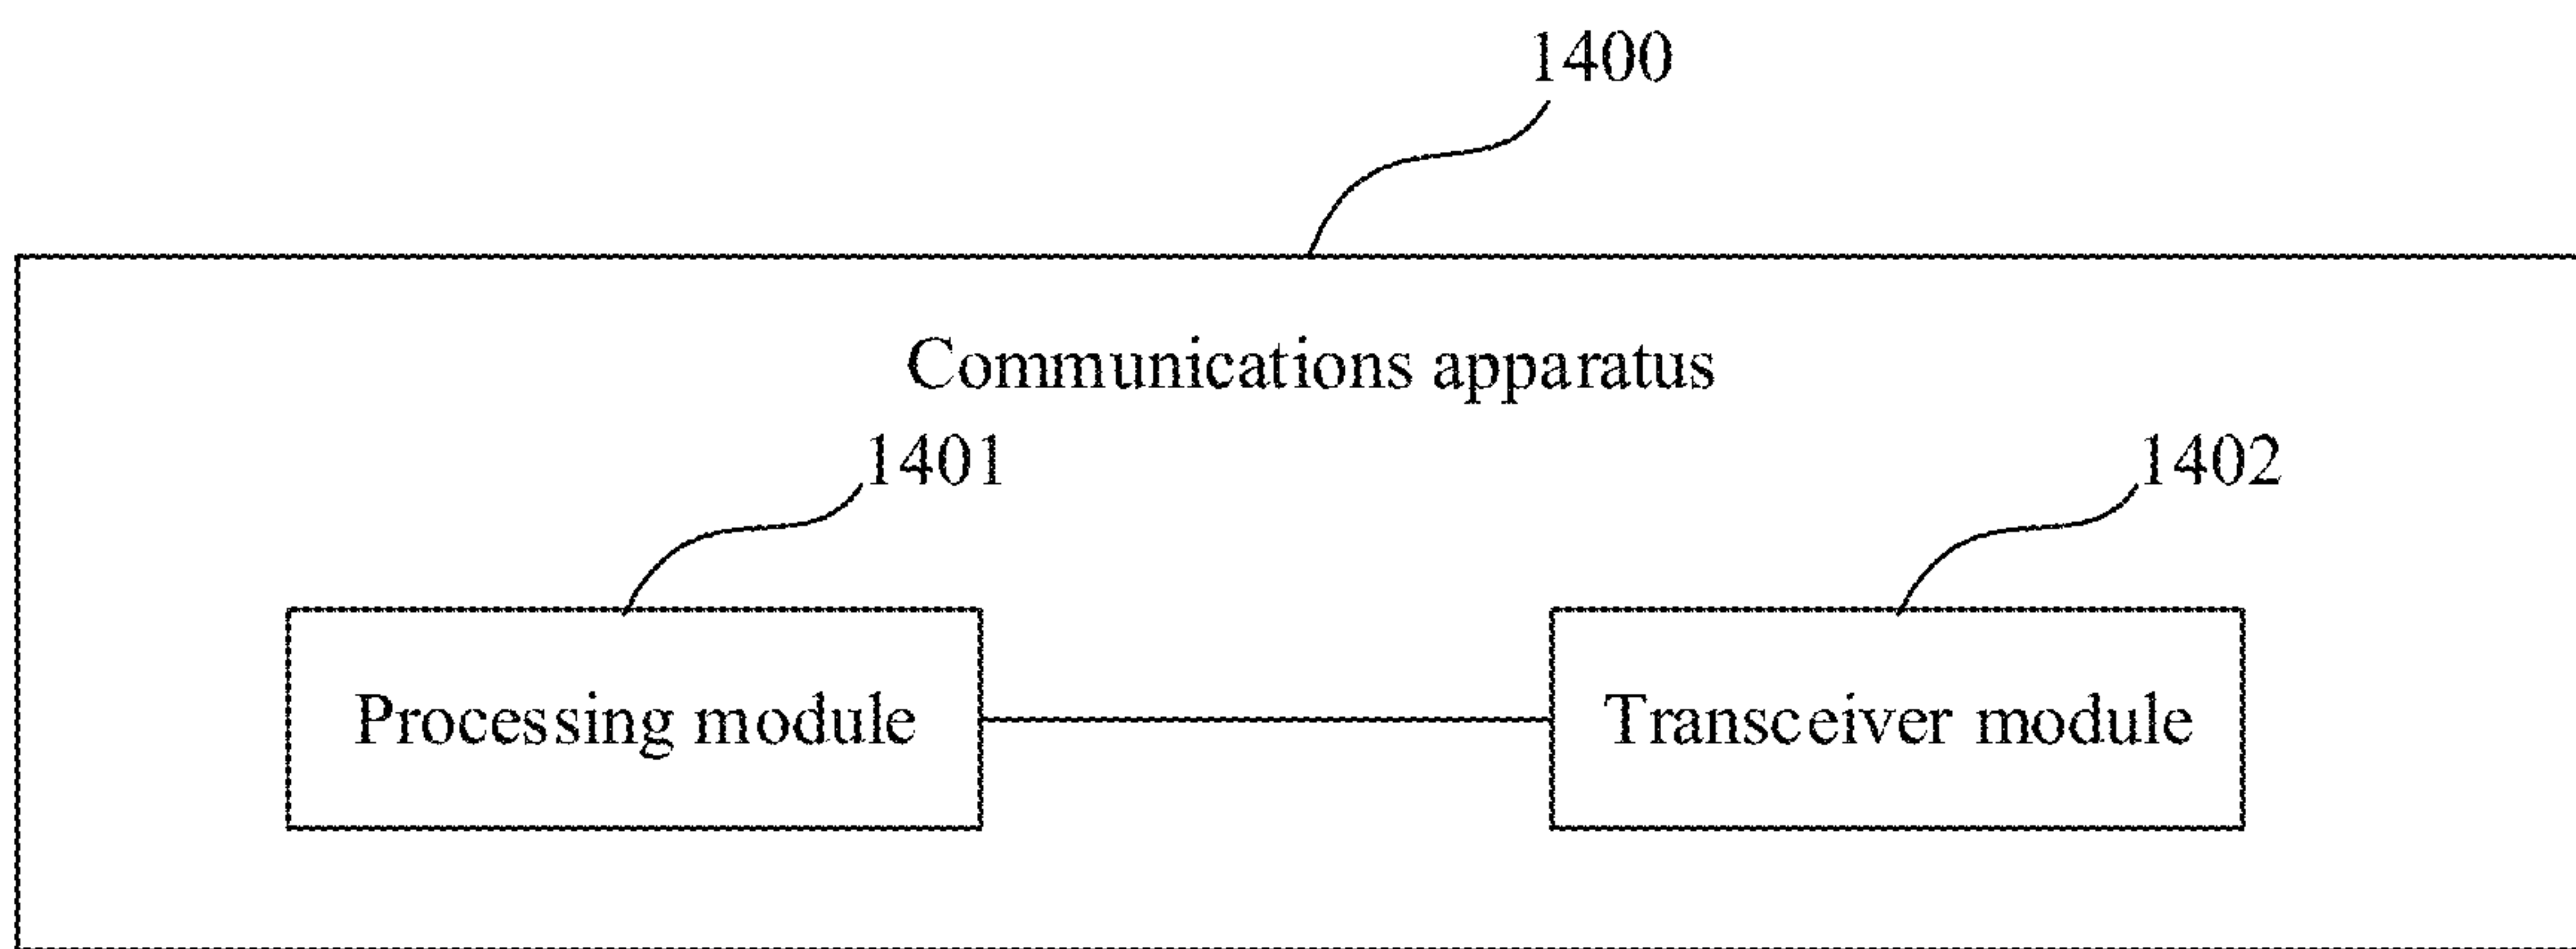 1400
Communications apparatus
1401
1402
Processing module
Transceiver module